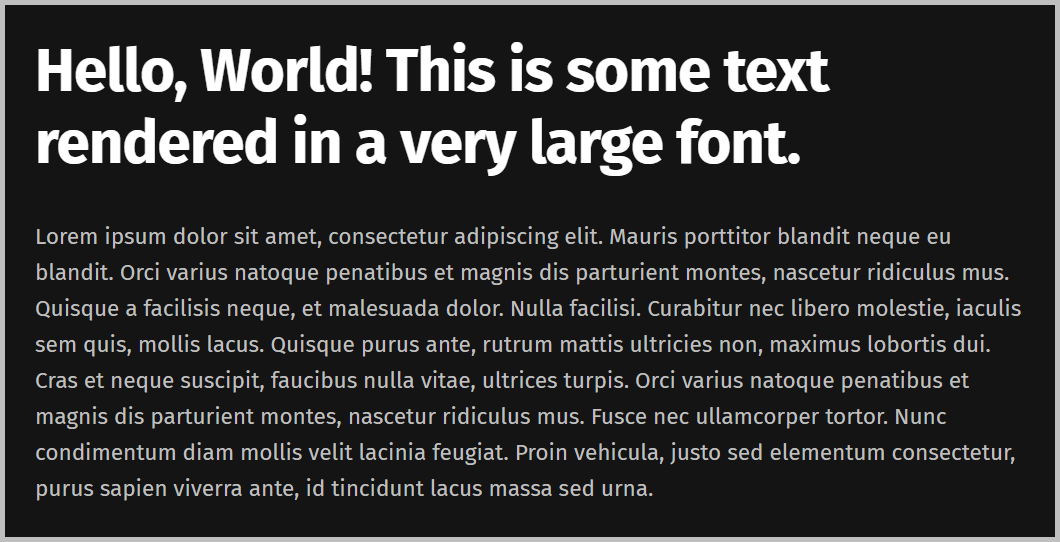 Hello, World! This is some text
rendered in a very large font.
Lorem ipsum dolor sit amet, consectetur adipiscing elit. Mauris porttitor blandit neque eu
blandit. Orci varius natoque penatibus et magnis dis parturient montes, nascetur ridiculus mus.
Quisque a facilisis neque, et malesuada dolor. Nulla facilisi. Curabitur nec libero molestie, iaculis
sem quis, mollis lacus. Quisque purus ante, rutrum mattis ultricies non, maximus lobortis dui.
Cras et neque suscipit, faucibus nulla vitae, ultrices turpis. Orci varius natoque penatibus et
magnis dis parturient montes, nascetur ridiculus mus. Fusce nec ullamcorper tortor. Nunc
condimentum diam mollis velit lacinia feugiat. Proin vehicula, justo sed elementum consectetur,
purus sapien viverra ante, id tincidunt lacus massa sed urna.